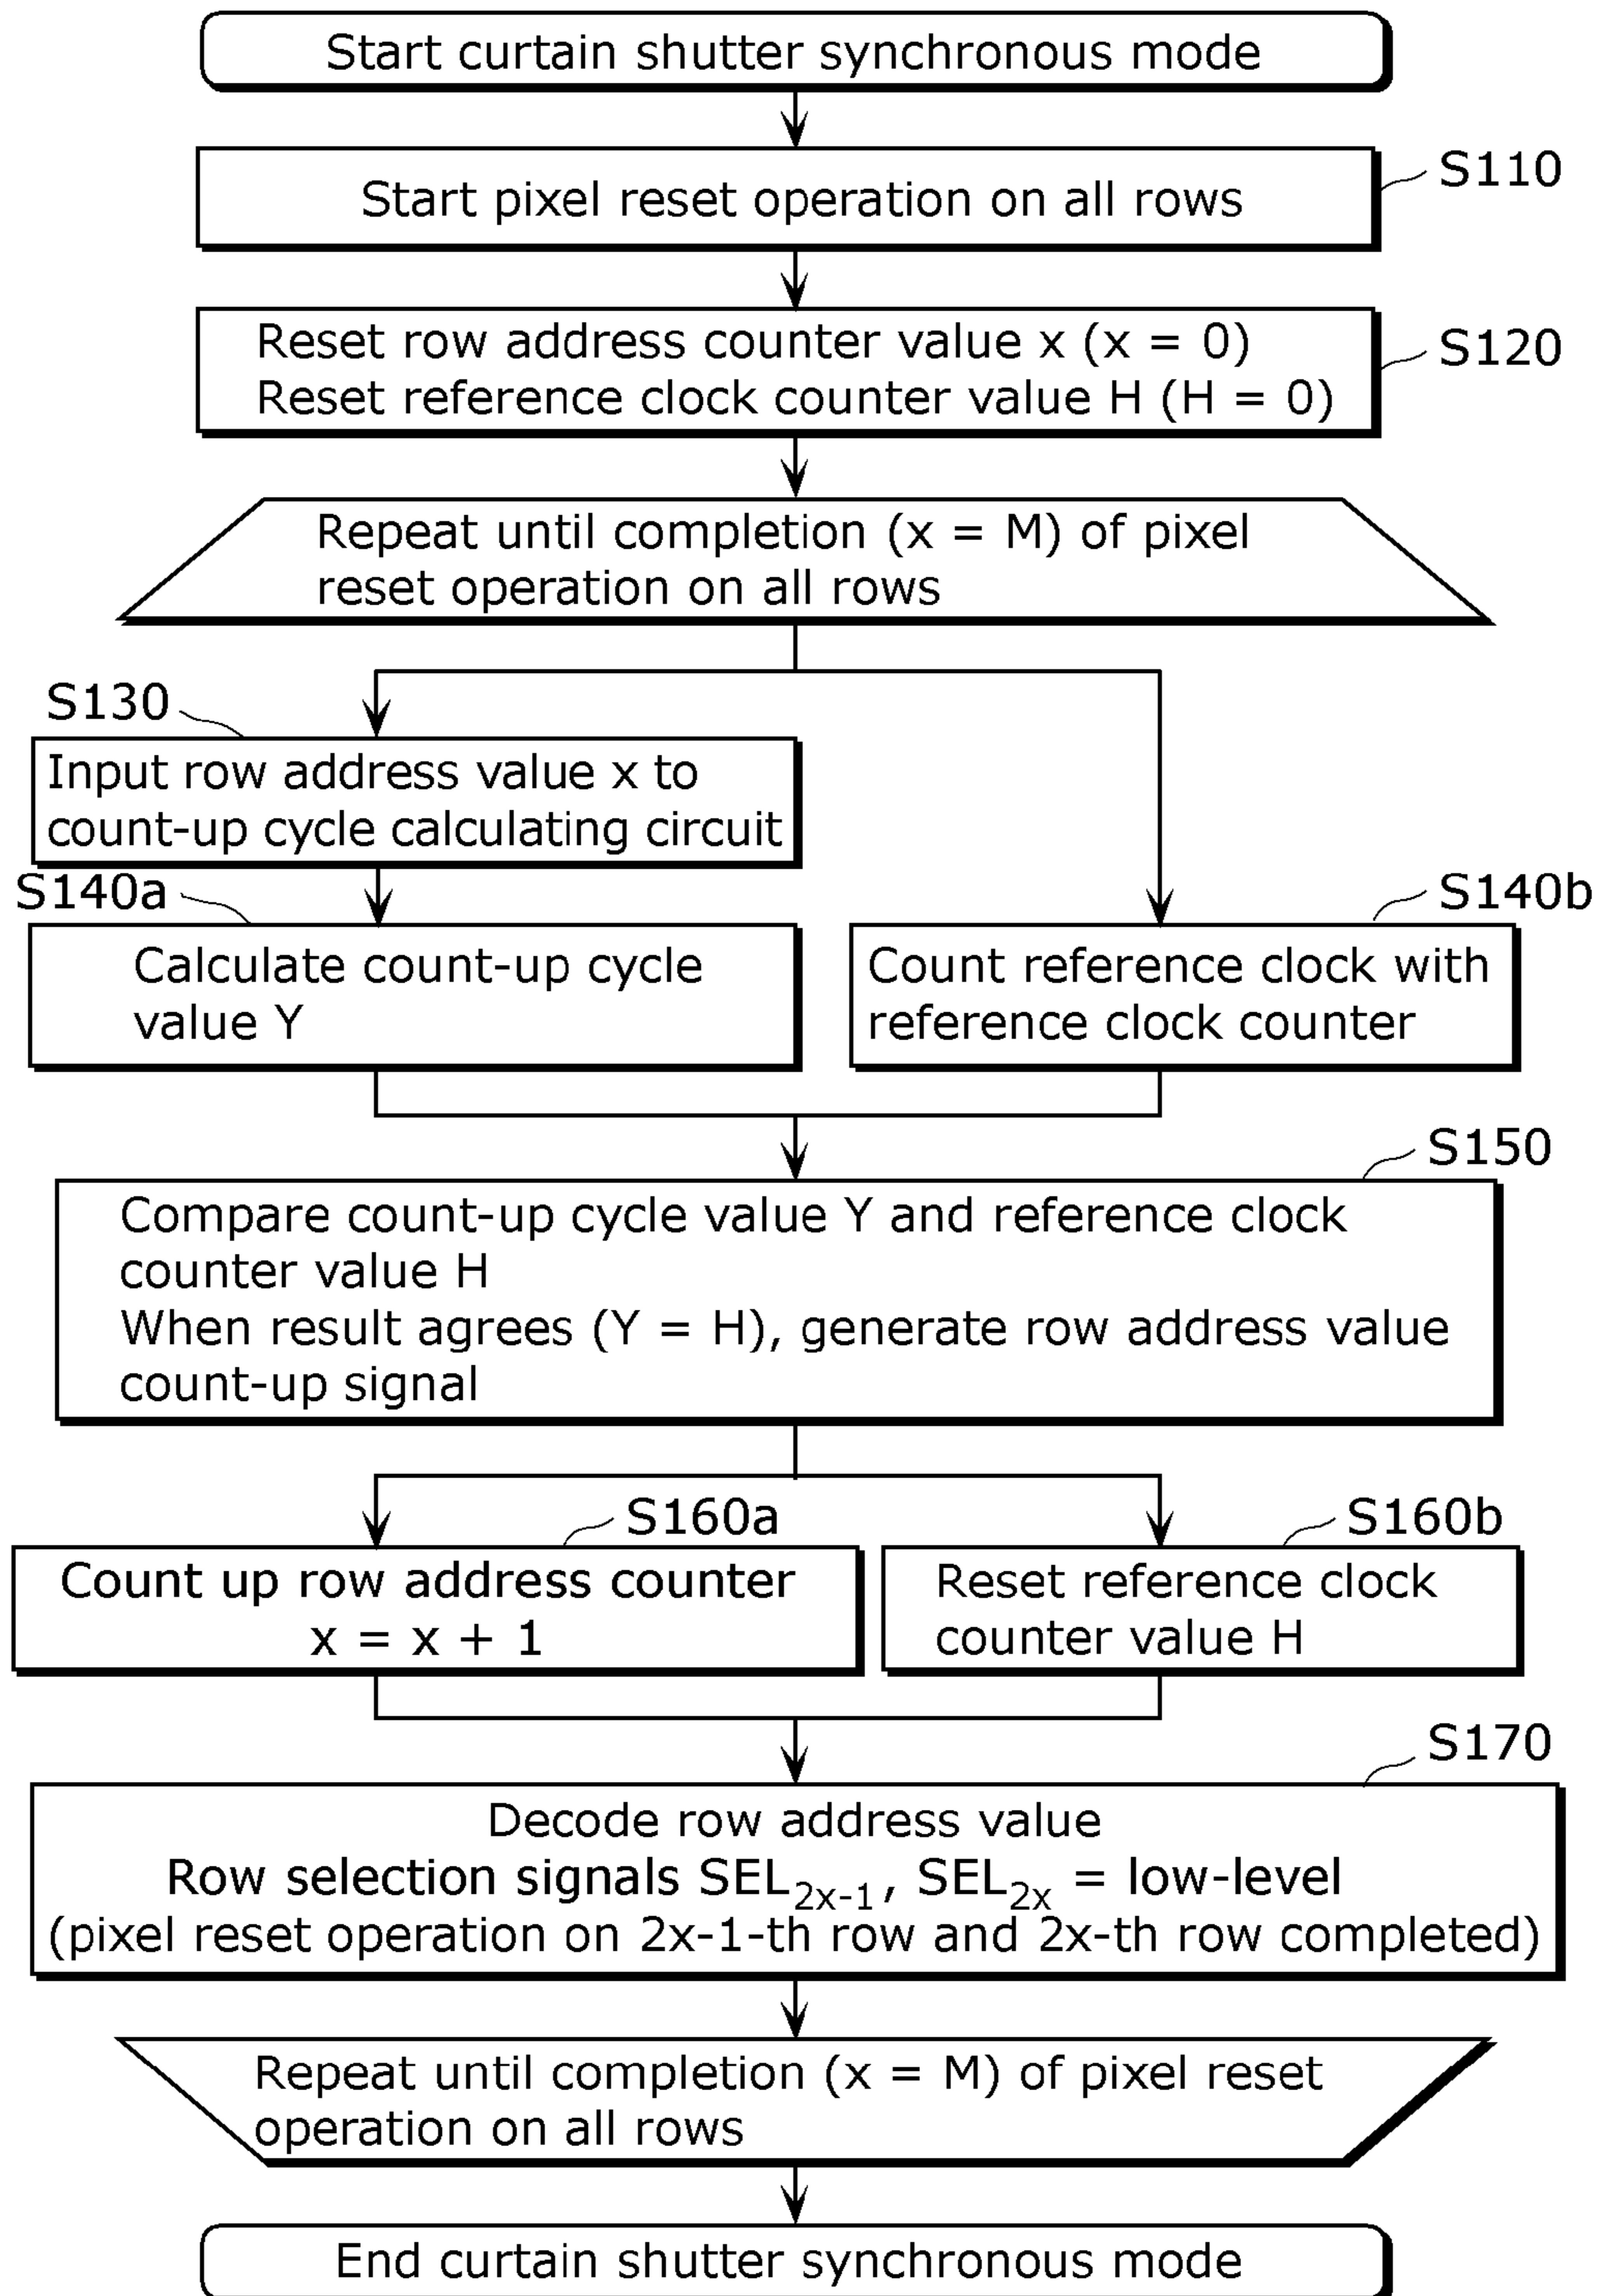 Start curtain shutter synchronous mode
Start pixel reset operation on all rows
S110
Reset row address counter value x (x = 0)
Reset reference clock counter value H (H = 0)
S120
Repeat until completion (x = M) of pixel
reset operation on all rows
S130
Input row address value x to
count-up cycle calculating circuit
S140a
Calculate count-up cycle
value Y
S140b
Count reference clock with
reference clock counter
S150
Compare count-up cycle value Y and reference clock
counter value H
When result agrees (Y = H), generate row address value
count-up signal
S160a
Count up row address counter
x = x + 1
S160b
Reset reference clock
counter value H
S170
Decode row address value
Row selection signals SEL2x-1, SEL2x = low-level
(pixel reset operation on 2x-1-th row and 2x-th row completed)
Repeat until completion (x = M) of pixel reset
operation on all rows
End curtain shutter synchronous mode